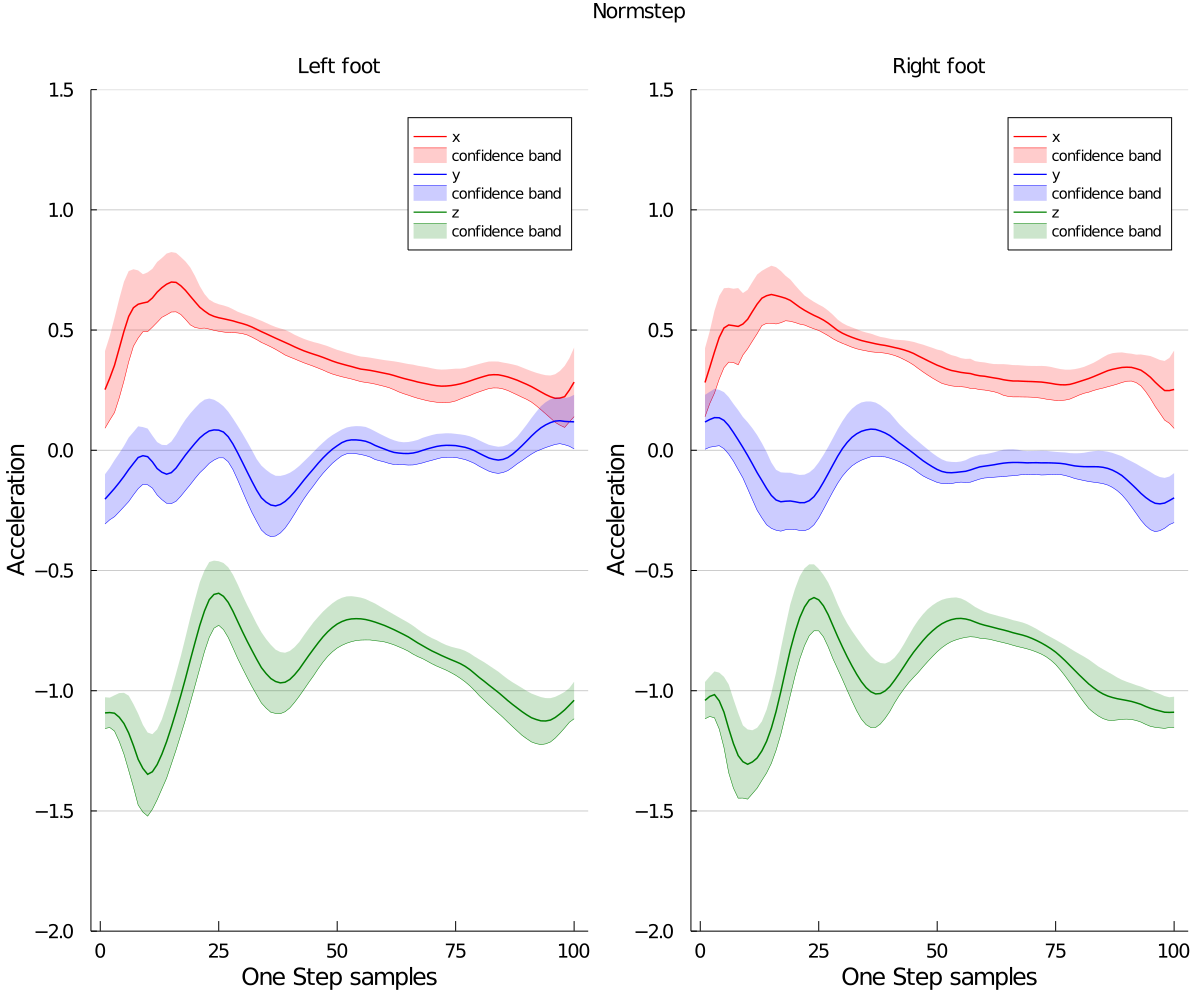 Normstep
Left foot
1.5
1.0
0.5
0.0
−0.5
−1.0
−1.5
−2.0
Acceleration
x
confidence band
y
confidence band
z
confidence band
0 25 50 75 100
One Step samples
Right foot
1.5
1.0
0.5
0.0
−0.5
−1.0
−1.5
−2.0
Acceleration
x
confidence band
y
confidence band
z
confidence band
0 25 50 75 100
One Step samples